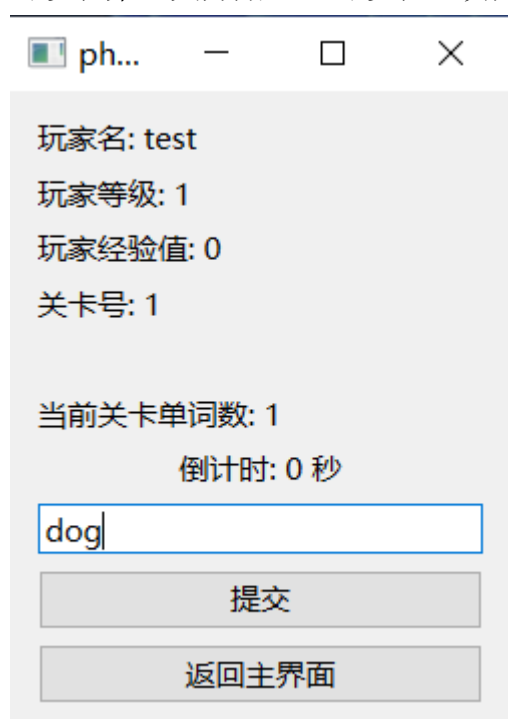 ph...
玩家名: test
玩家等级: 1
玩家经验值: 0
关卡号: 1
当前关卡单词数: 1
倒计时: 0 秒
dog
提交
返回主界面